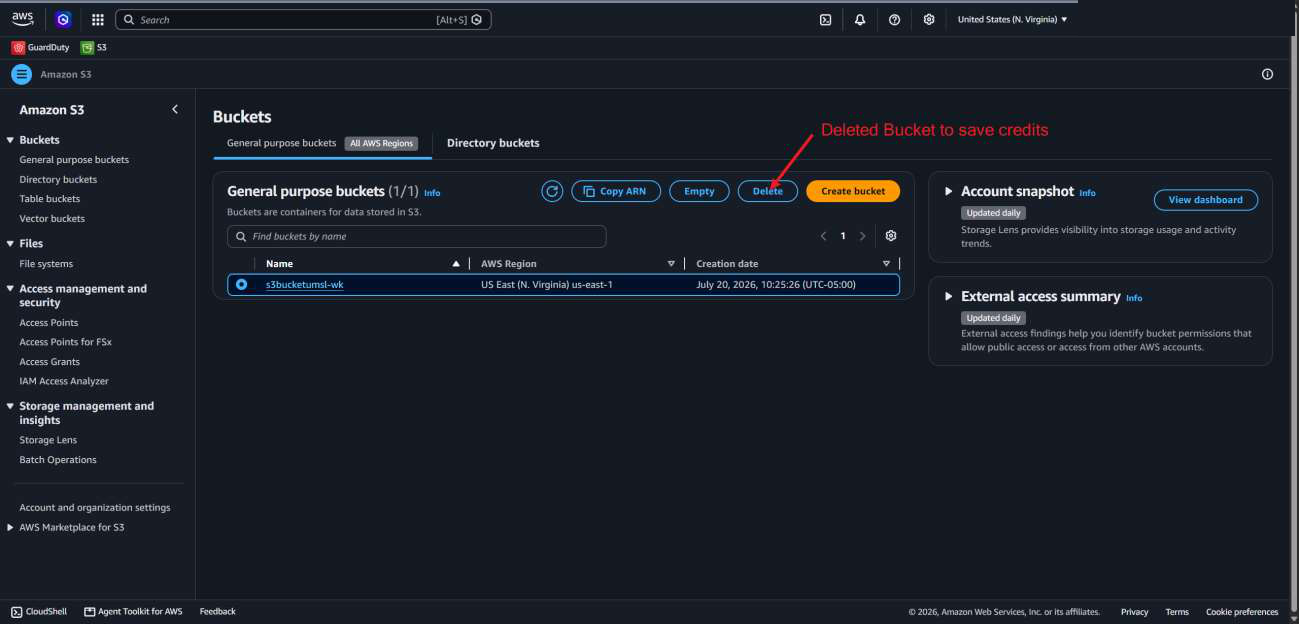 aws
Search [Alt+S]
United States (N. Virginia)
GuardDuty S3
Amazon S3
Amazon S3
Buckets
General purpose buckets
Directory buckets
Table buckets
Vector buckets
Files
File systems
Access management and
security
Access Points
Access Points for FSx
Access Grants
IAM Access Analyzer
Storage management and
insights
Storage Lens
Batch Operations
Account and organization settings
AWS Marketplace for S3
Buckets
Deleted Bucket to save credits
General purpose buckets All AWS Regions Directory buckets
General purpose buckets (1/1) Info
Copy ARN Empty Delete Create bucket
Buckets are containers for data stored in S3.
Find buckets by name
1
Name AWS Region Creation date
s3bucketumsl-wk US East (N. Virginia) us-east-1 July 20, 2026, 10:25:26 (UTC-05:00)
Account snapshot Info
View dashboard
Updated daily
Storage Lens provides visibility into storage usage and activity
trends.
External access summary Info
Updated daily
External access findings help you identify bucket permissions that
allow public access or access from other AWS accounts.
CloudShell Agent Toolkit for AWS Feedback
© 2026, Amazon Web Services, Inc. or its affiliates. Privacy Terms Cookie preferences